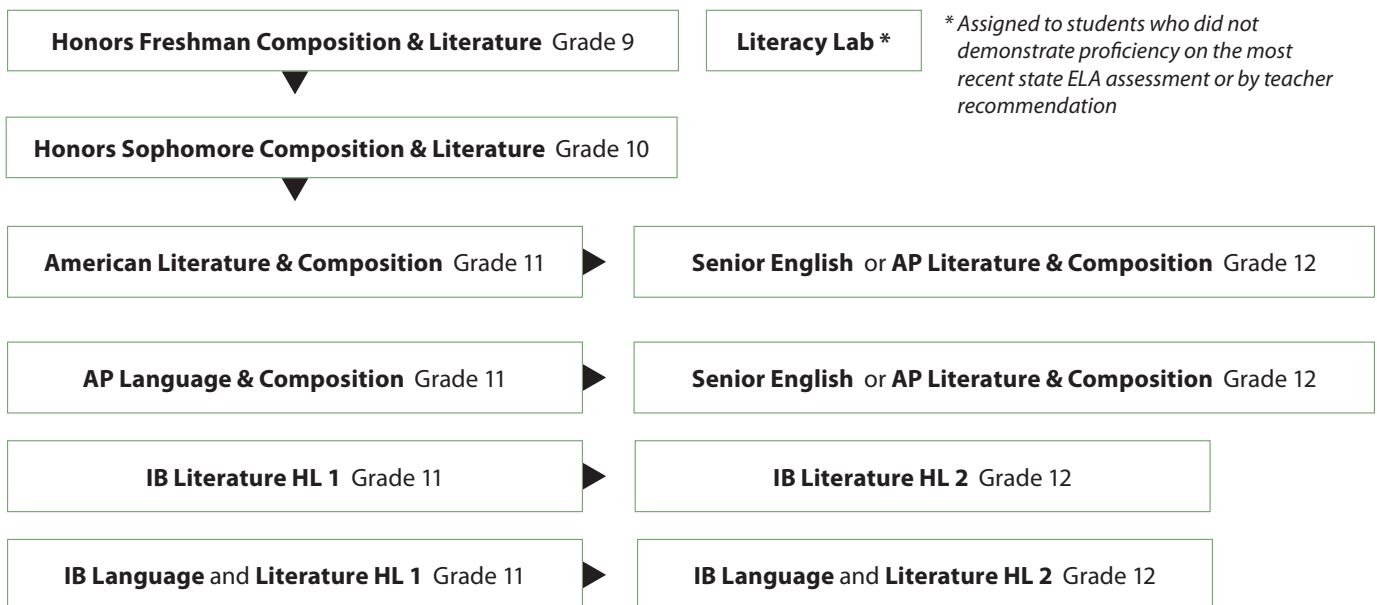 Honors Freshman Composition & Literature Grade 9
Literacy Lab *
* Assigned to students who did not
demonstrate proficiency on the most
recent state ELA assessment or by teacher
recommendation
Honors Sophomore Composition & Literature Grade 10
American Literature & Composition Grade 11
Senior English or AP Literature & Composition Grade 12
AP Language & Composition Grade 11
Senior English or AP Literature & Composition Grade 12
IB Literature HL 1 Grade 11
IB Literature HL 2 Grade 12
IB Language and Literature HL 1 Grade 11
IB Language and Literature HL 2 Grade 12